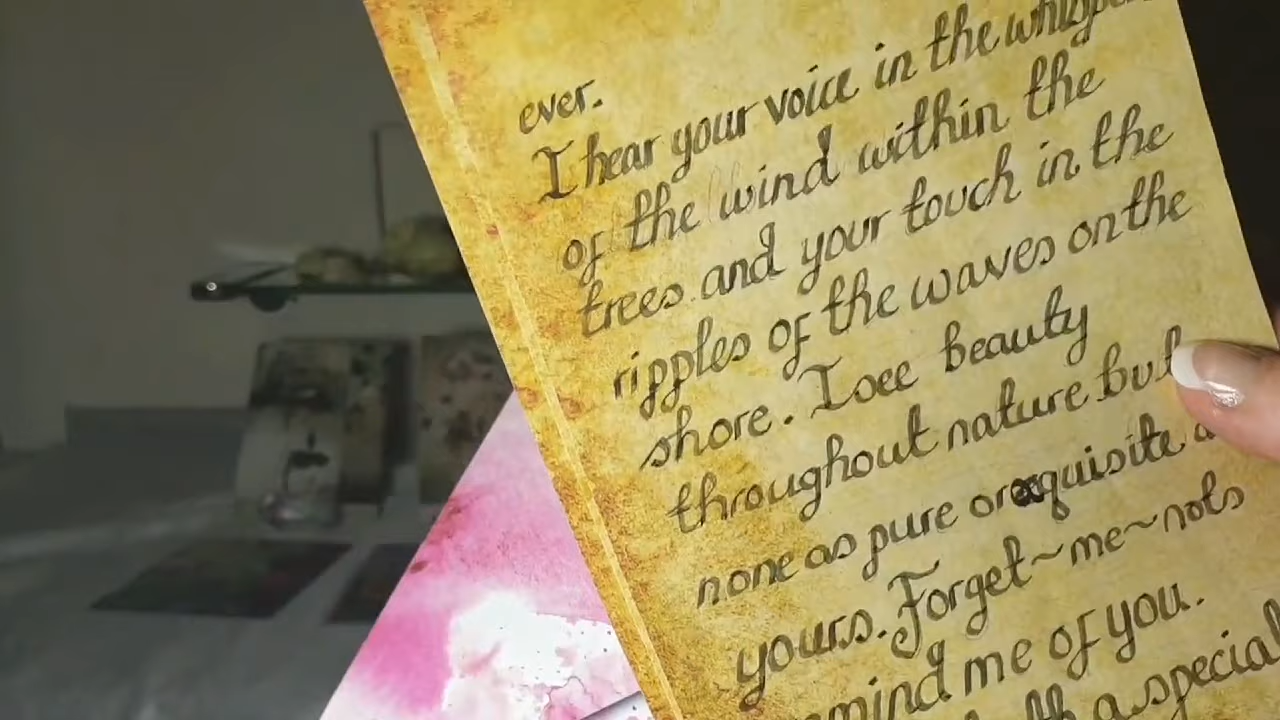 ever.
I hear your voice in the
of the wind within the
trees and your touch in the
ripples of the waves on the
shore. I see beauty
throughout nature but
none as pure or exquisite
yours. Forget~me~nots
me of you.
a special